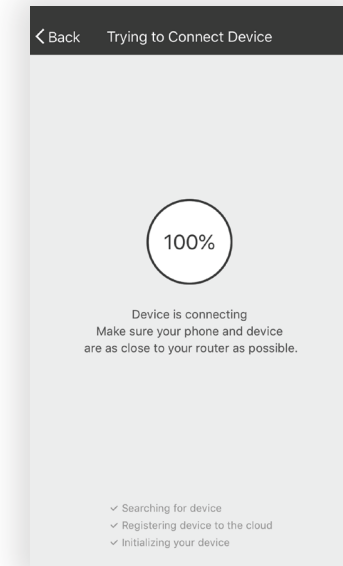 Back Trying to Connect Device
100%
Device is connecting
Make sure your phone and device
are as close to your router as possible.
✓ Searching for device
✓ Registering device to the cloud
✓ Initializing your device